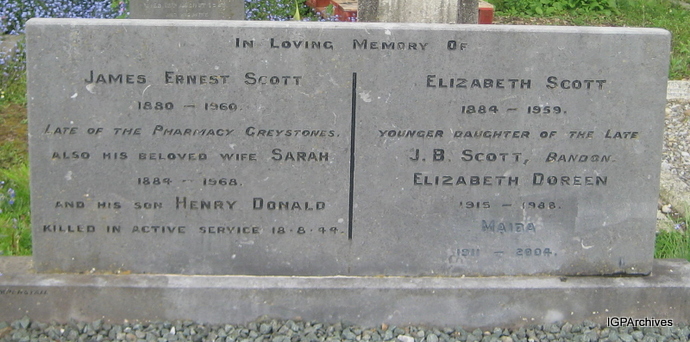 In Loving Memory Of
James Ernest Scott
1880 – 1960.
Late of the Pharmacy Greystones.
also his beloved wife Sarah
1884 – 1968.
and his son Henry Donald
killed in active service 18·8·44.
Elizabeth Scott
1884 – 1959.
younger daughter of the late
J. B. Scott, Bandon.
Elizabeth Doreen
1915 – 1988.
Maida
1911 – 2004.
IGPArchives